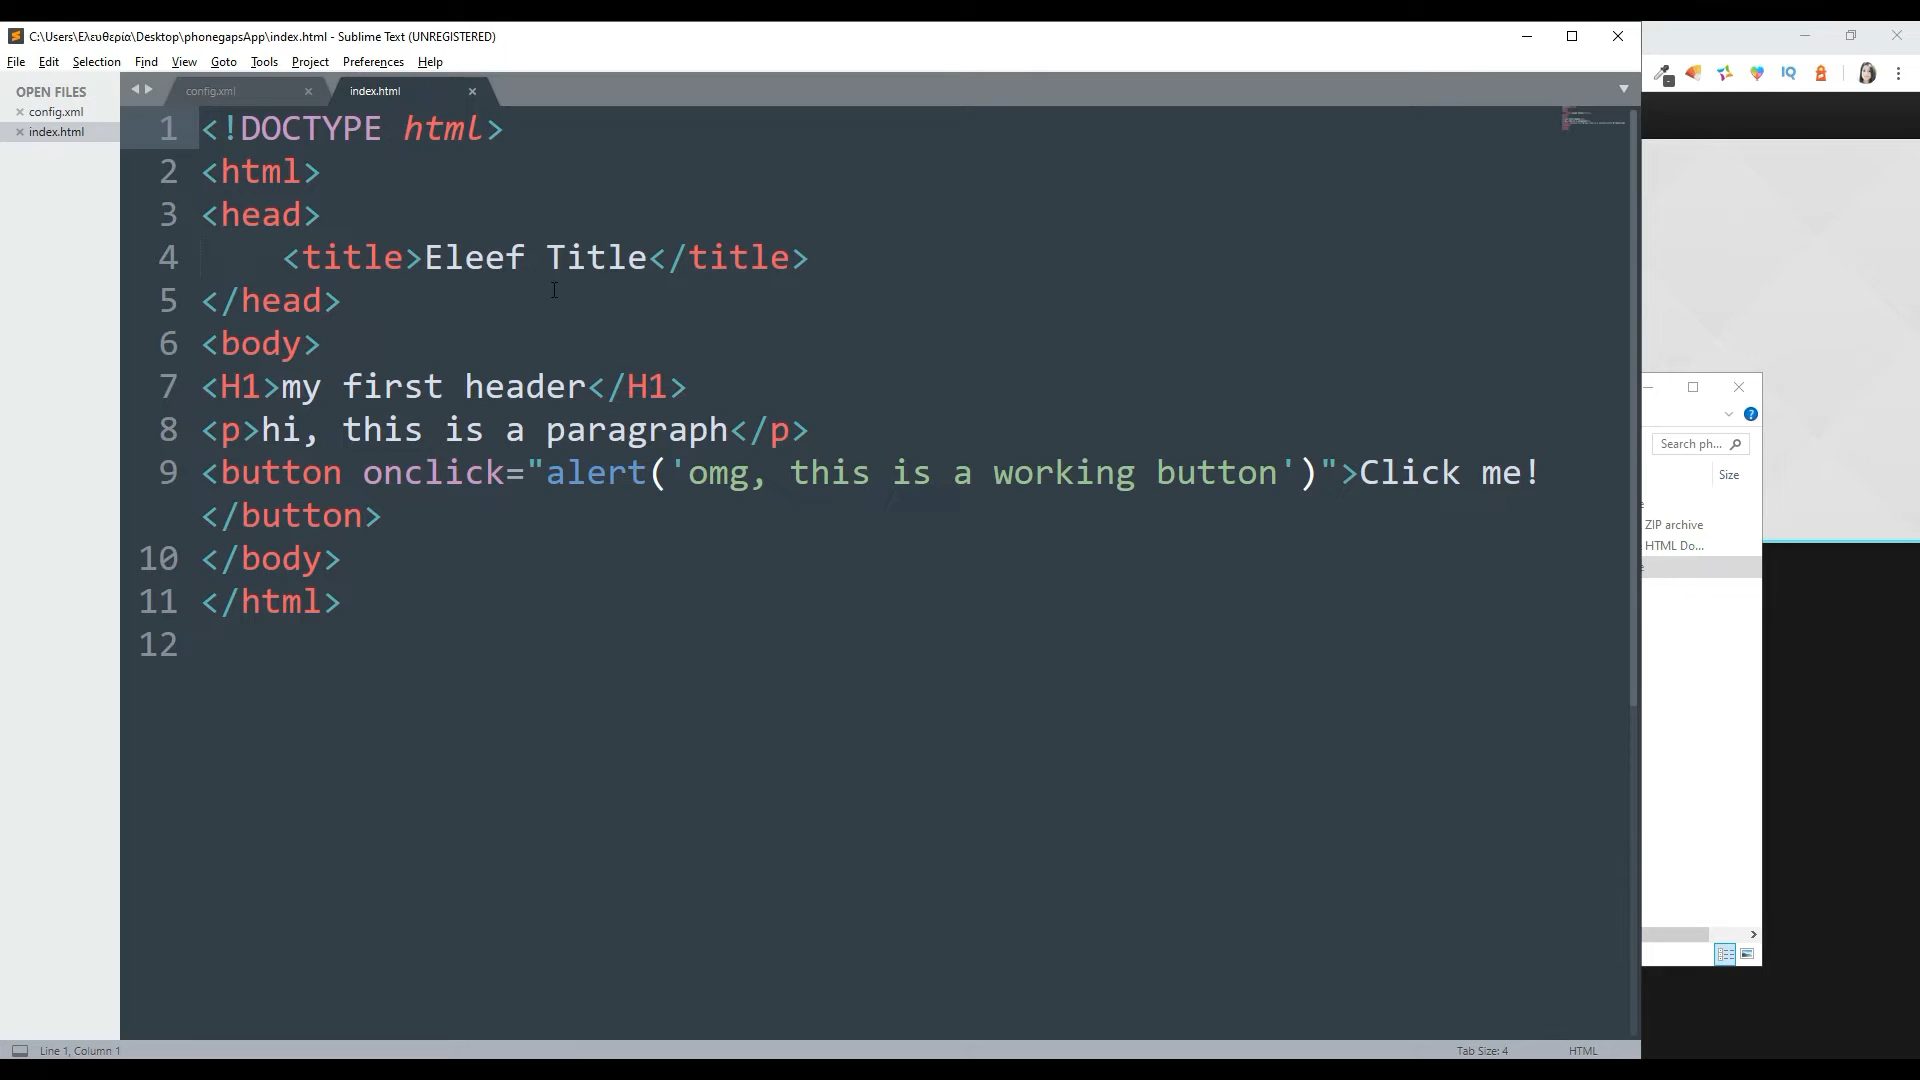 C:\Users\Ελευθερία\Desktop\phonegapsApp\index.html - Sublime Text (UNREGISTERED)
File Edit Selection Find View Goto Tools Project Preferences Help
OPEN FILES
config.xml
index.html
config.xml
index.html
1 <!DOCTYPE html>
2 <html>
3 <head>
4 <title>Eleef Title</title>
5 </head>
6 <body>
7 <H1>my first header</H1>
8 <p>hi, this is a paragraph</p>
9 <button onclick="alert('omg, this is a working button')">Click me!
</button>
10 </body>
11 </html>
12
Line 1, Column 1
Tab Size: 4
HTML
IQ
Search ph...
Size
ZIP archive
HTML Do...